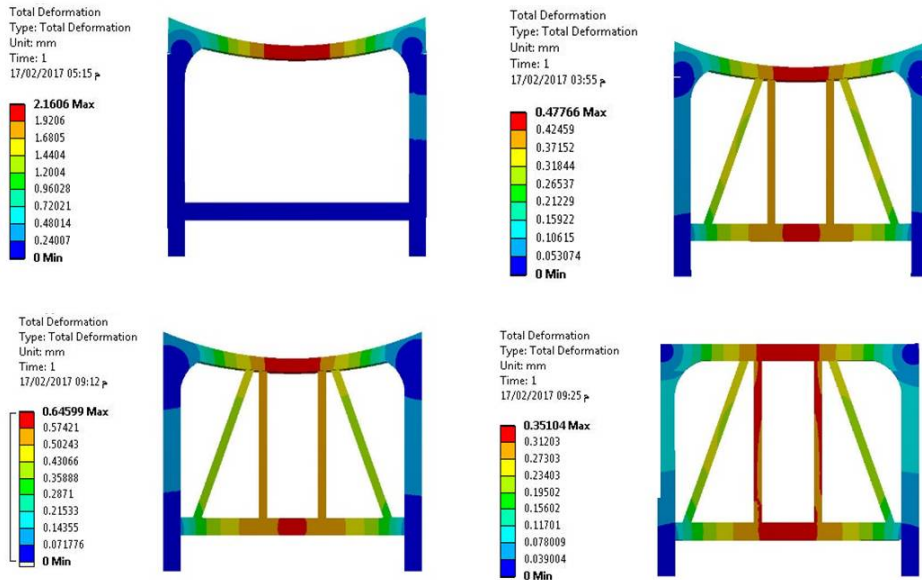 Total Deformation
Type: Total Deformation
Unit: mm
Time: 1
17/02/2017 05:15 م
2.1606 Max
1.9206
1.6805
1.4404
1.2004
0.96028
0.72021
0.48014
0.24007
0 Min
Total Deformation
Type: Total Deformation
Unit: mm
Time: 1
17/02/2017 03:55 م
0.47766 Max
0.42459
0.37152
0.31844
0.26537
0.21229
0.15922
0.10615
0.053074
0 Min
Total Deformation
Type: Total Deformation
Unit: mm
Time: 1
17/02/2017 09:12 م
0.64599 Max
0.57421
0.50243
0.43066
0.35888
0.2871
0.21533
0.14355
0.071776
0 Min
Total Deformation
Type: Total Deformation
Unit: mm
Time: 1
17/02/2017 09:25 م
0.35104 Max
0.31203
0.27303
0.23403
0.19502
0.15602
0.11701
0.078009
0.039004
0 Min